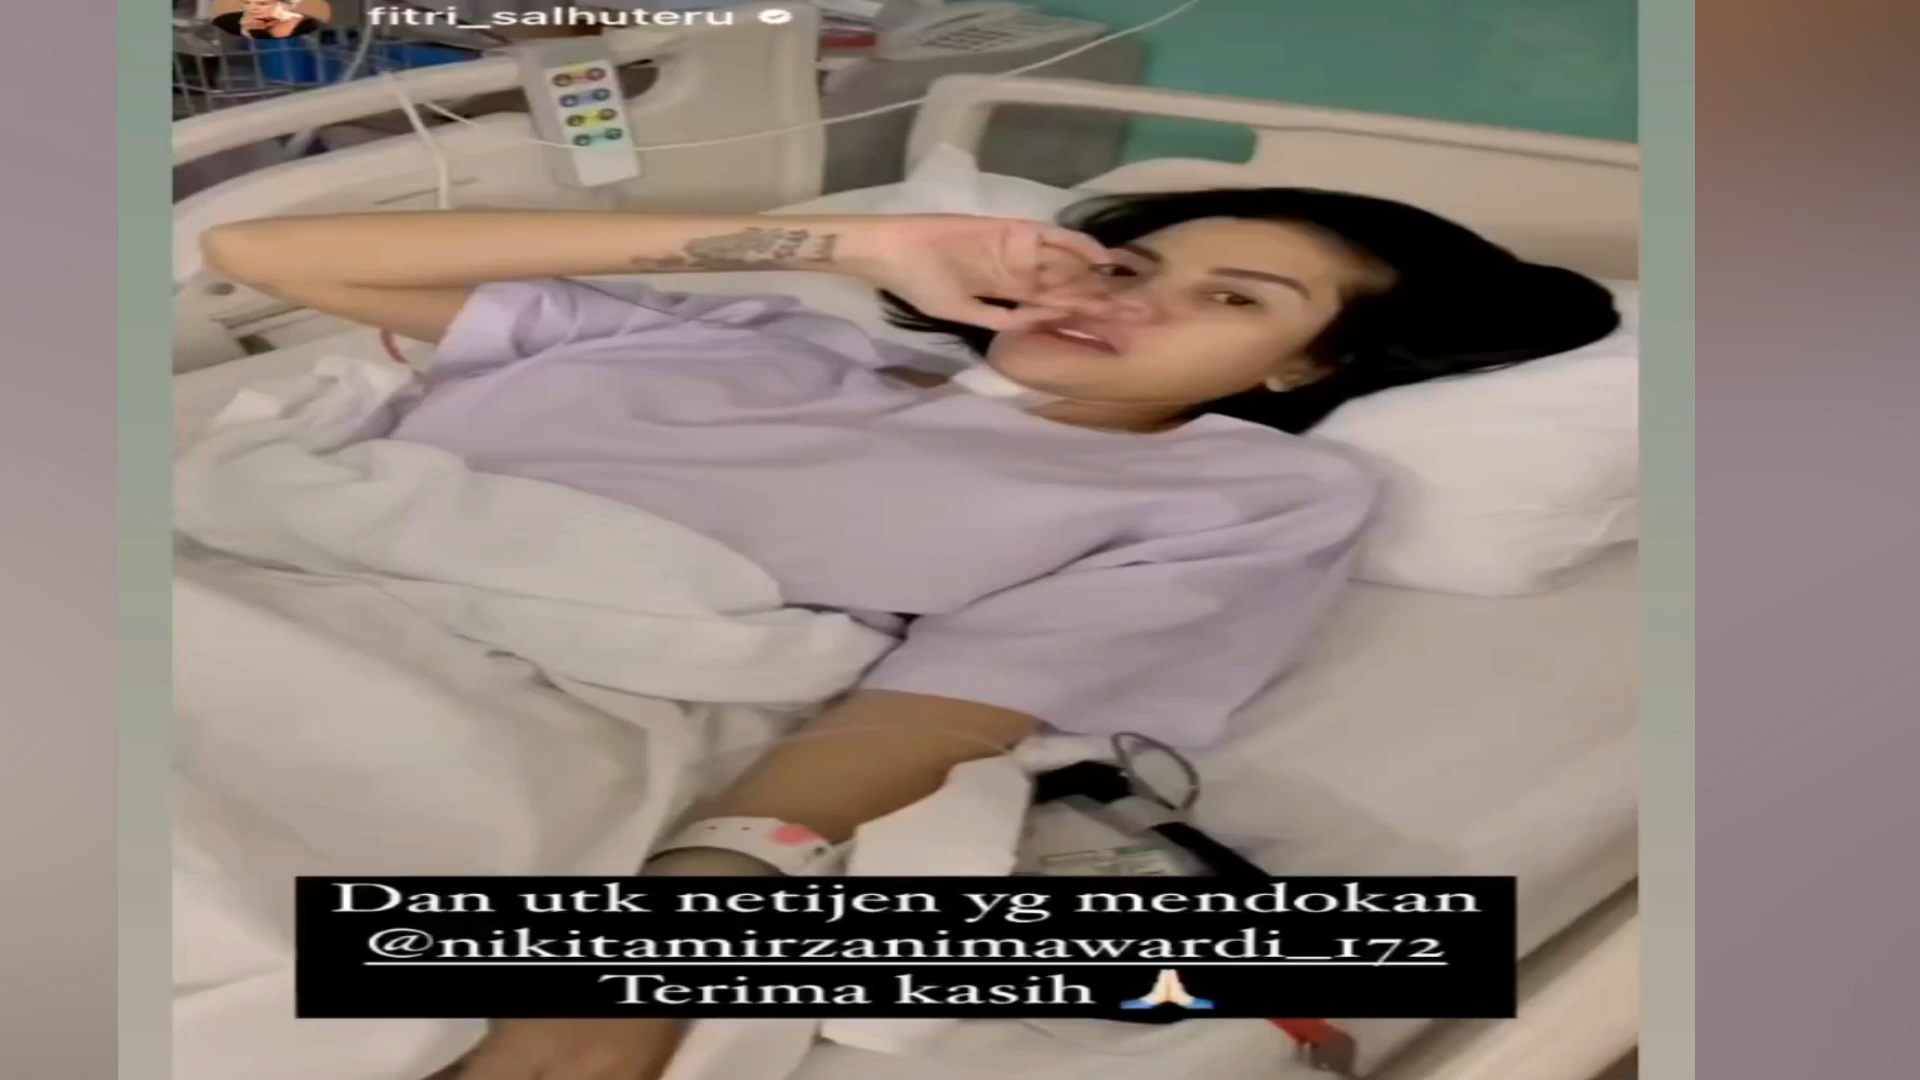 fitri_salhuteru
Dan utk netijen yg mendokan
@nikitamirzanimawardi_172
Terima kasih 🙏🏻